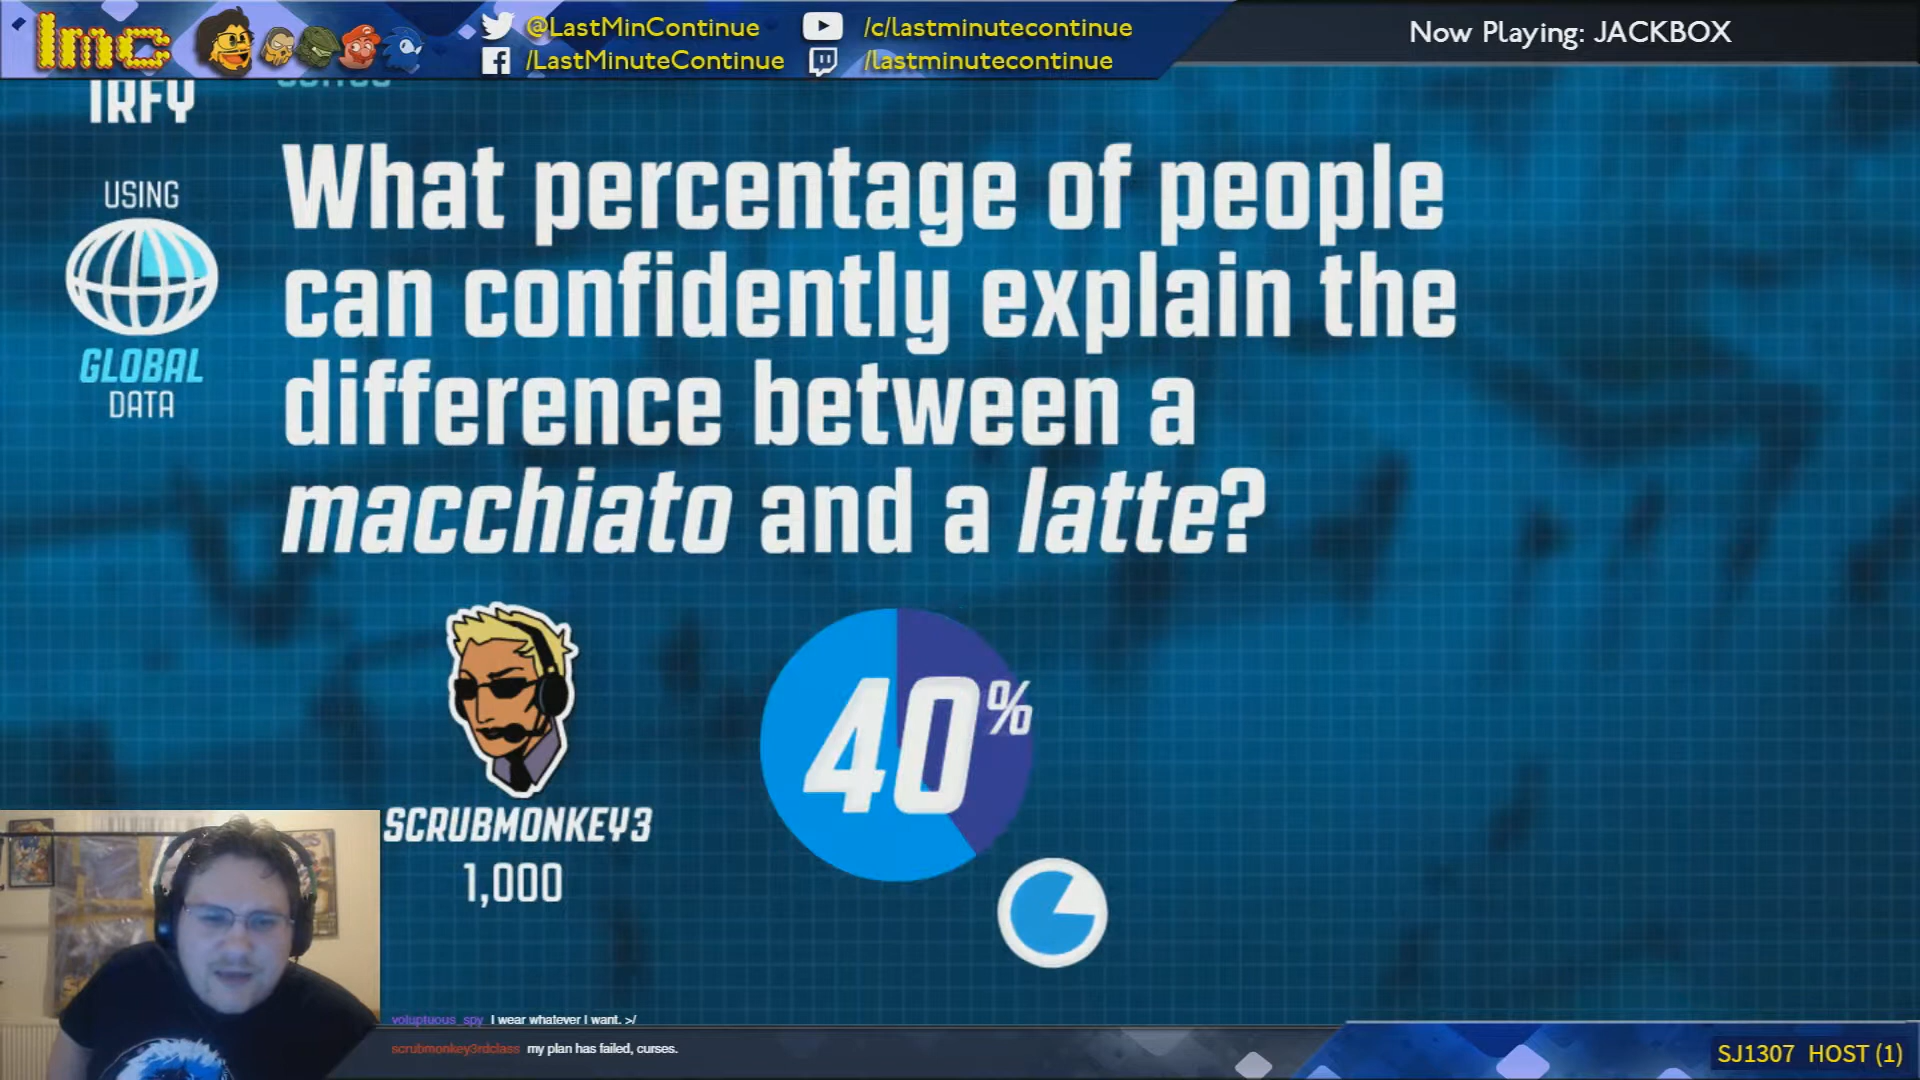 lmc
@LastMinContinue
/c/lastminutecontinue
/LastMinuteContinue
/lastminutecontinue
Now Playing: JACKBOX
IRFY
USING
GLOBAL
DATA
What percentage of people
can confidently explain the
difference between a
macchiato and a latte?
40%
SCRUBMONKEY3
1,000
voluptuous_spy I wear whatever I want. >/
scrubmonkey3rdclass my plan has failed, curses.
SJ1307 HOST (1)